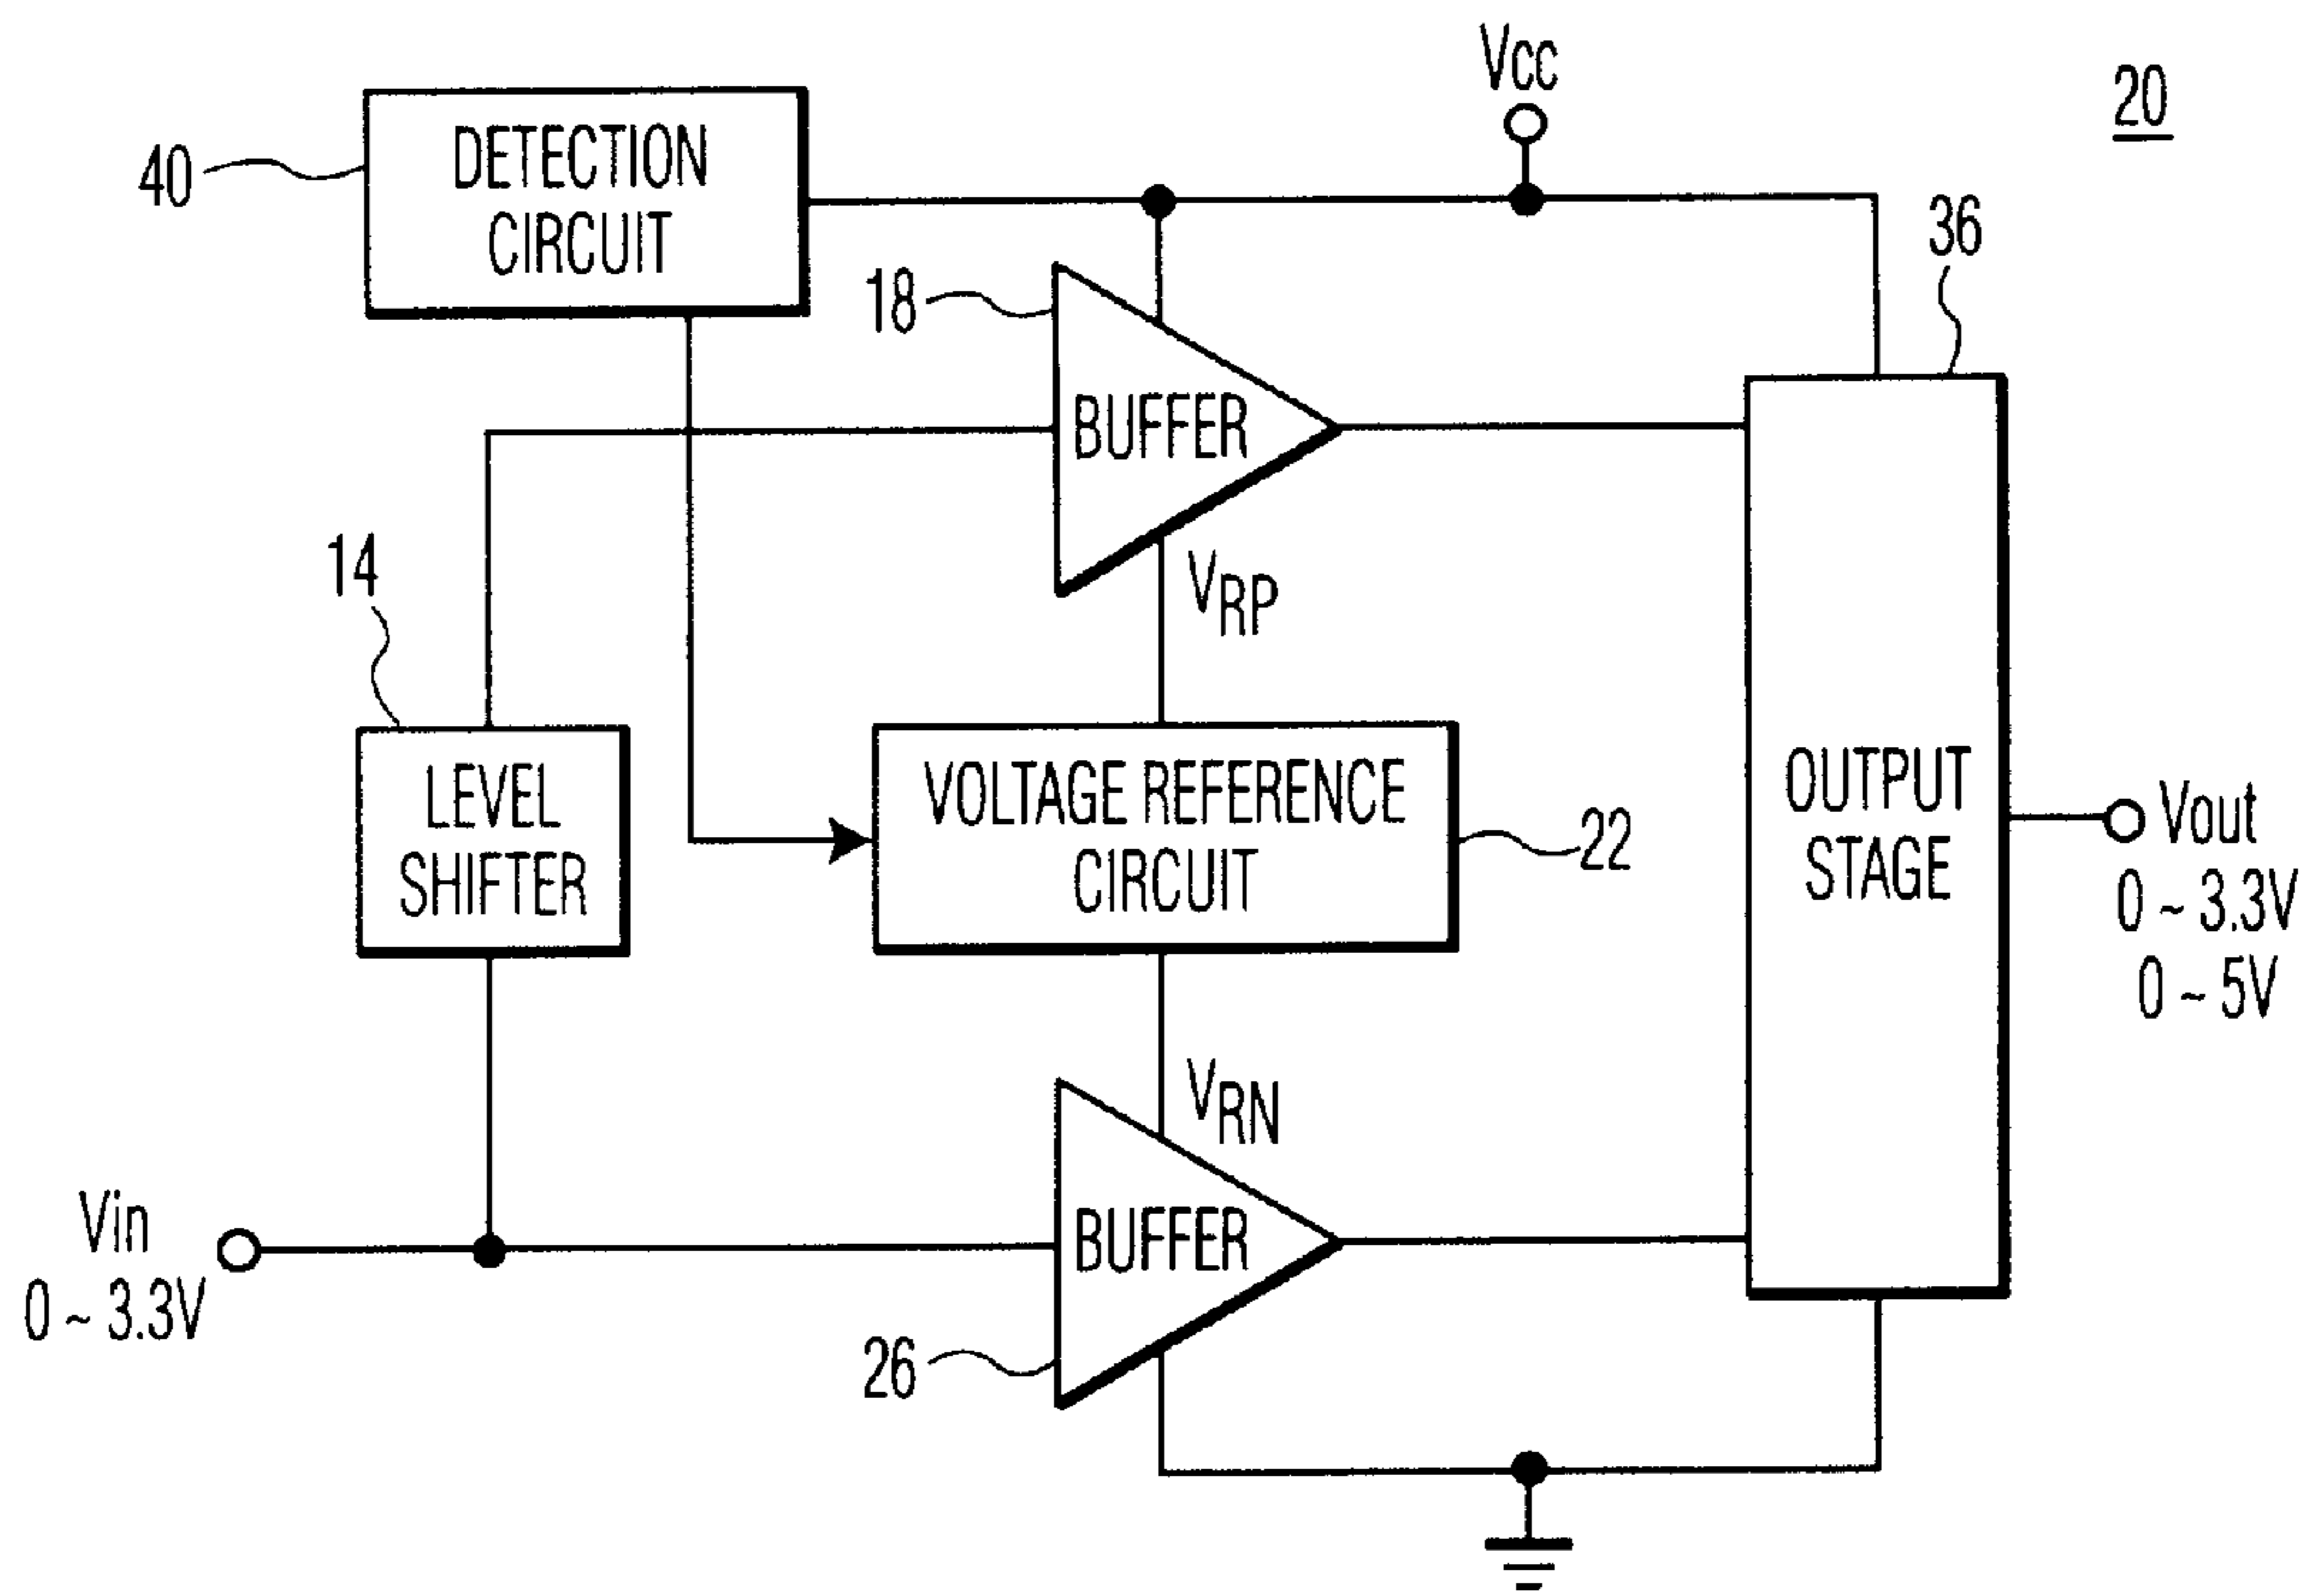 Vcc
20
DETECTION
CIRCUIT
40
36
18
BUFFER
14
VRP
LEVEL
SHIFTER
VOLTAGE REFERENCE
CIRCUIT
22
OUTPUT
STAGE
Vout
0 ~ 3.3V
0 ~ 5V
VRN
Vin
0 ~ 3.3V
BUFFER
26